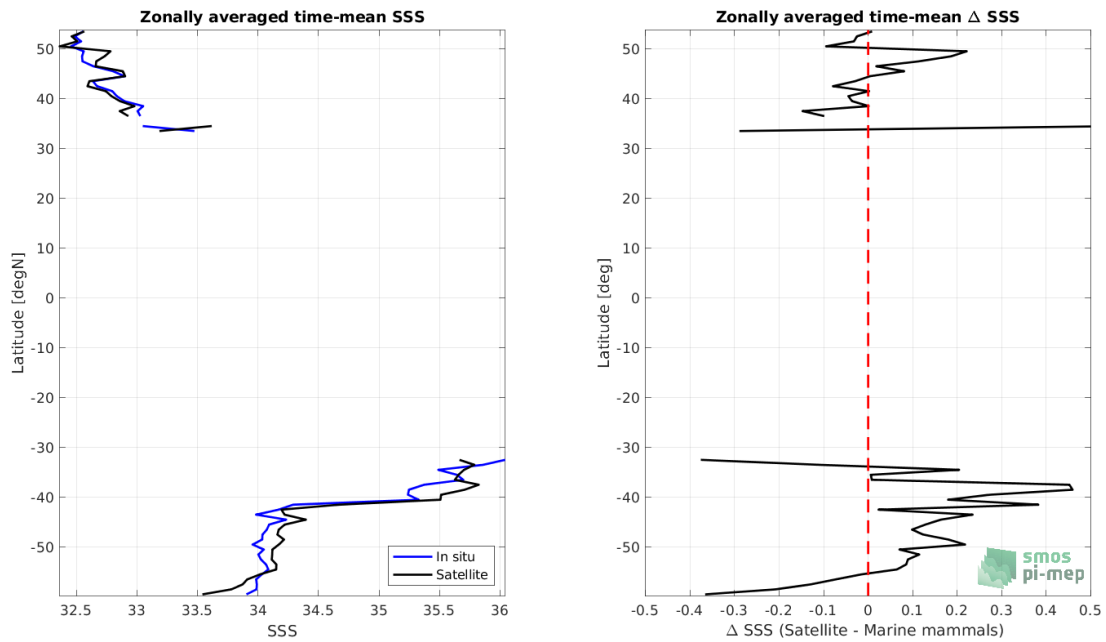 Zonally averaged time-mean SSS
50
40
30
20
10
0
-10
-20
-30
-40
-50
Latitude [degN]
32.5 33 33.5 34 34.5 35 35.5 36
SSS
In situ
Satellite
Zonally averaged time-mean Δ SSS
50
40
30
20
10
0
-10
-20
-30
-40
-50
Latitude [deg]
-0.5 -0.4 -0.3 -0.2 -0.1 0 0.1 0.2 0.3 0.4 0.5
Δ SSS (Satellite - Marine mammals)
smos
pi-mep